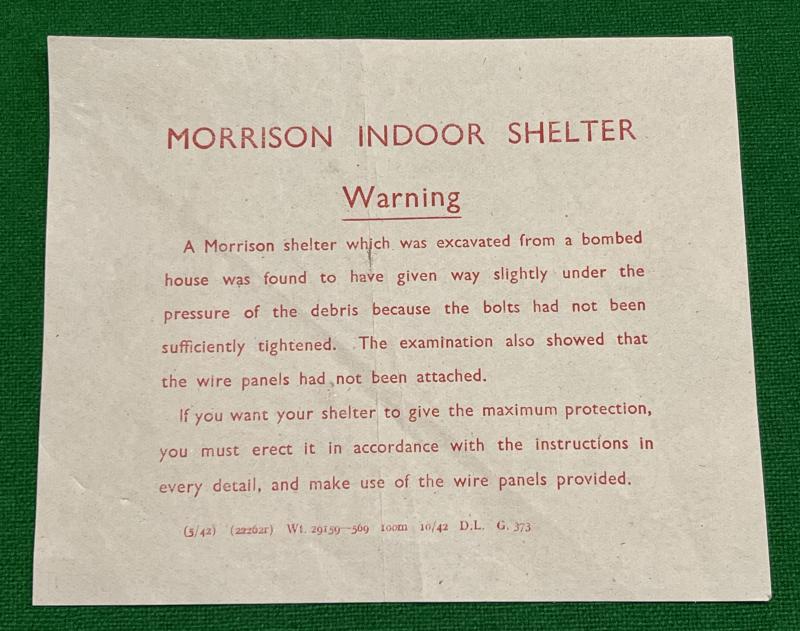 MORRISON INDOOR SHELTER
Warning
A Morrison shelter which was excavated from a bombed
house was found to have given way slightly under the
pressure of the debris because the bolts had not been
sufficiently tightened. The examination also showed that
the wire panels had not been attached.
If you want your shelter to give the maximum protection,
you must erect it in accordance with the instructions in
every detail, and make use of the wire panels provided.
(5/42) (22262r) Wt. 29159—569 100m 10/42 D.L. G. 373